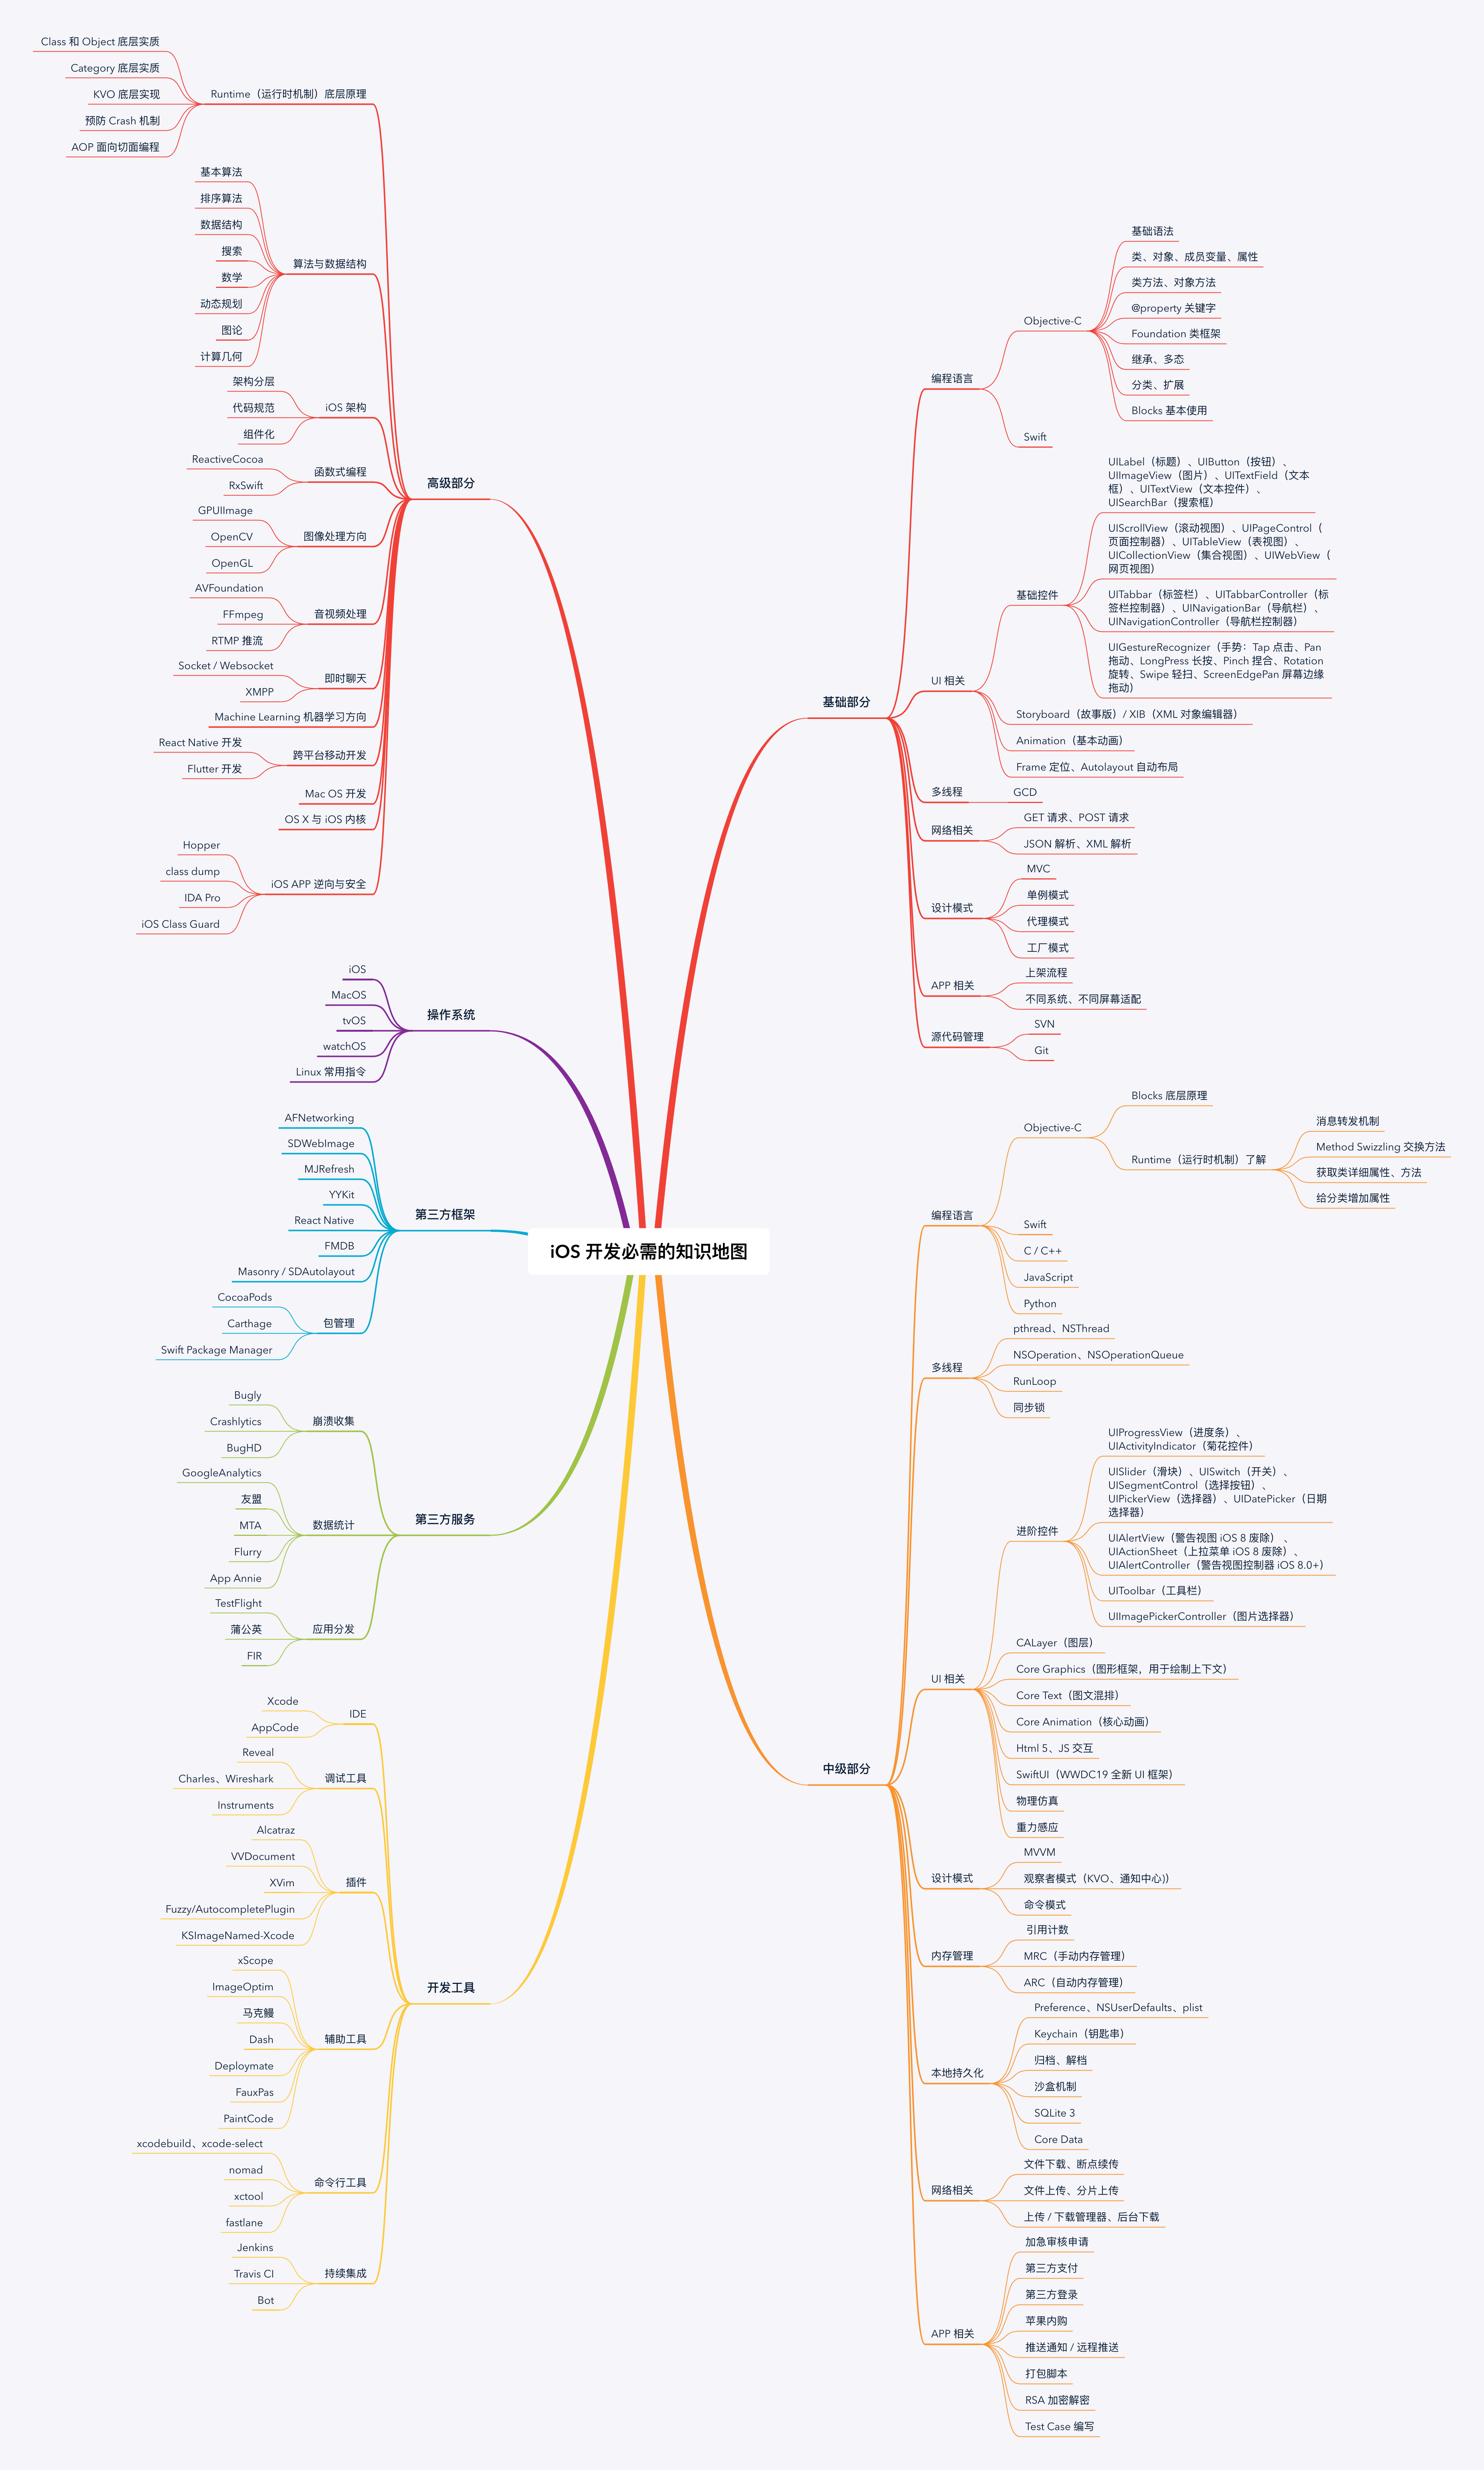 iOS 开发必需的知识地图
基础部分
编程语言
Objective-C
基础语法
类、对象、成员变量、属性
类方法、对象方法
@property 关键字
Foundation 类框架
继承、多态
分类、扩展
Blocks 基本使用
Swift
UI 相关
基础控件
UILabel（标题）、UIButton（按钮）、
UIImageView（图片）、UITextField（文本
框）、UITextView（文本控件）、
UISearchBar（搜索框）
UIScrollView（滚动视图）、UIPageControl（
页面控制器）、UITableView（表视图）、
UICollectionView（集合视图）、UIWebView（
网页视图）
UITabbar（标签栏）、UITabbarController（标
签栏控制器）、UINavigationBar（导航栏）、
UINavigationController（导航栏控制器）
UIGestureRecognizer（手势：Tap 点击、Pan
拖动、LongPress 长按、Pinch 捏合、Rotation
旋转、Swipe 轻扫、ScreenEdgePan 屏幕边缘
拖动）
Storyboard（故事版）/ XIB（XML 对象编辑器）
Animation（基本动画）
Frame 定位、Autolayout 自动布局
多线程
GCD
网络相关
GET 请求、POST 请求
JSON 解析、XML 解析
设计模式
MVC
单例模式
代理模式
工厂模式
APP 相关
上架流程
不同系统、不同屏幕适配
源代码管理
SVN
Git
中级部分
编程语言
Objective-C
Blocks 底层原理
Runtime（运行时机制）了解
消息转发机制
Method Swizzling 交换方法
获取类详细属性、方法
给分类增加属性
Swift
C / C++
JavaScript
Python
多线程
pthread、NSThread
NSOperation、NSOperationQueue
RunLoop
同步锁
UI 相关
进阶控件
UIProgressView（进度条）、
UIActivityIndicator（菊花控件）
UISlider（滑块）、UISwitch（开关）、
UISegmentControl（选择按钮）、
UIPickerView（选择器）、UIDatePicker（日期
选择器）
UIAlertView（警告视图 iOS 8 废除）、
UIActionSheet（上拉菜单 iOS 8 废除）、
UIAlertController（警告视图控制器 iOS 8.0+）
UIToolbar（工具栏）
UIImagePickerController（图片选择器）
CALayer（图层）
Core Graphics（图形框架，用于绘制上下文）
Core Text（图文混排）
Core Animation（核心动画）
Html 5、JS 交互
SwiftUI（WWDC19 全新 UI 框架）
物理仿真
重力感应
设计模式
MVVM
观察者模式（KVO、通知中心)）
命令模式
内存管理
引用计数
MRC（手动内存管理）
ARC（自动内存管理）
本地持久化
Preference、NSUserDefaults、plist
Keychain（钥匙串）
归档、解档
沙盒机制
SQLite 3
Core Data
网络相关
文件下载、断点续传
文件上传、分片上传
上传 / 下载管理器、后台下载
APP 相关
加急审核申请
第三方支付
第三方登录
苹果内购
推送通知 / 远程推送
打包脚本
RSA 加密解密
Test Case 编写
高级部分
Runtime（运行时机制）底层原理
Class 和 Object 底层实质
Category 底层实质
KVO 底层实现
预防 Crash 机制
AOP 面向切面编程
算法与数据结构
基本算法
排序算法
数据结构
搜索
数学
动态规划
图论
计算几何
iOS 架构
架构分层
代码规范
组件化
函数式编程
ReactiveCocoa
RxSwift
图像处理方向
GPUIImage
OpenCV
OpenGL
音视频处理
AVFoundation
FFmpeg
RTMP 推流
即时聊天
Socket / Websocket
XMPP
Machine Learning 机器学习方向
跨平台移动开发
React Native 开发
Flutter 开发
Mac OS 开发
OS X 与 iOS 内核
iOS APP 逆向与安全
Hopper
class dump
IDA Pro
iOS Class Guard
操作系统
iOS
MacOS
tvOS
watchOS
Linux 常用指令
第三方框架
AFNetworking
SDWebImage
MJRefresh
YYKit
React Native
FMDB
Masonry / SDAutolayout
包管理
CocoaPods
Carthage
Swift Package Manager
第三方服务
崩溃收集
Bugly
Crashlytics
BugHD
数据统计
GoogleAnalytics
友盟
MTA
Flurry
App Annie
应用分发
TestFlight
蒲公英
FIR
开发工具
IDE
Xcode
AppCode
调试工具
Reveal
Charles、Wireshark
Instruments
插件
Alcatraz
VVDocument
XVim
Fuzzy/AutocompletePlugin
KSImageNamed-Xcode
辅助工具
xScope
ImageOptim
马克鳗
Dash
Deploymate
FauxPas
PaintCode
命令行工具
xcodebuild、xcode-select
nomad
xctool
fastlane
持续集成
Jenkins
Travis CI
Bot